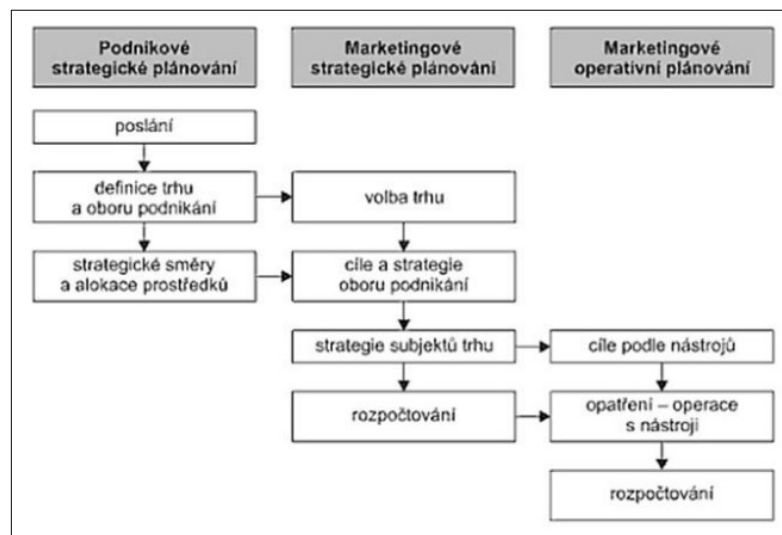 Podnikové
strategické plánování
Marketingové
strategické plánováni
Marketingové
operativní plánování
poslání
definice trhu
a oboru podnikání
volba trhu
strategické směry
a alokace prostředků
cíle a strategie
oboru podnikání
strategie subjektů trhu
cíle podle nástrojů
rozpočtování
opatření – operace
s nástroji
rozpočtování